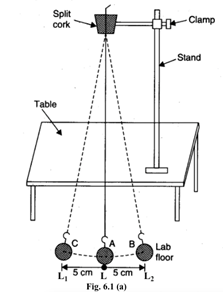 Split
cork
Clamp
Stand
Table
C
A
B
Lab
floor
5 cm
5 cm
L₁
L
L₂
Fig. 6.1 (a)